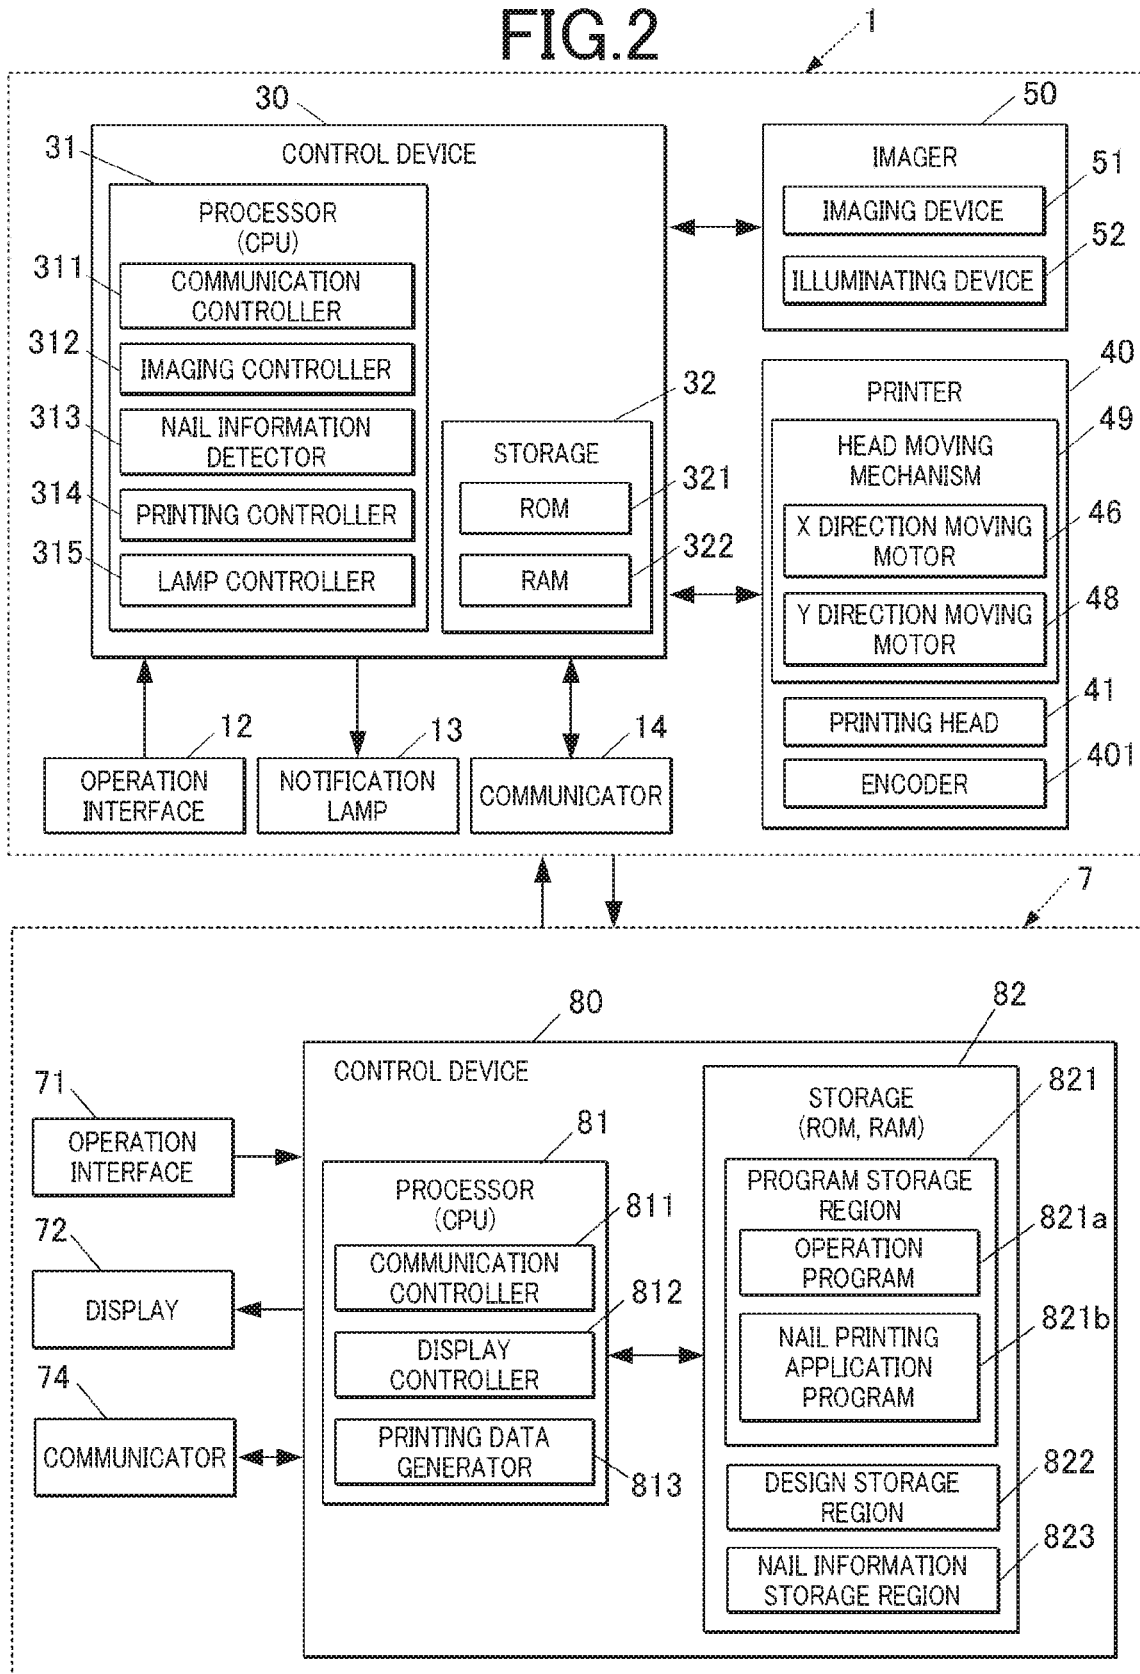 FIG.2
1
30
CONTROL DEVICE
31
PROCESSOR
(CPU)
311
COMMUNICATION
CONTROLLER
312
IMAGING CONTROLLER
313
NAIL INFORMATION
DETECTOR
314
PRINTING CONTROLLER
315
LAMP CONTROLLER
32
STORAGE
321
ROM
322
RAM
50
IMAGER
51
IMAGING DEVICE
52
ILLUMINATING DEVICE
40
PRINTER
49
HEAD MOVING
MECHANISM
46
X DIRECTION MOVING
MOTOR
48
Y DIRECTION MOVING
MOTOR
41
PRINTING HEAD
401
ENCODER
12
OPERATION
INTERFACE
13
NOTIFICATION
LAMP
14
COMMUNICATOR
7
71
OPERATION
INTERFACE
72
DISPLAY
74
COMMUNICATOR
80
CONTROL DEVICE
81
PROCESSOR
(CPU)
811
COMMUNICATION
CONTROLLER
812
DISPLAY
CONTROLLER
PRINTING DATA
GENERATOR
813
82
STORAGE
(ROM, RAM)
821
PROGRAM STORAGE
REGION
821a
OPERATION
PROGRAM
821b
NAIL PRINTING
APPLICATION
PROGRAM
822
DESIGN STORAGE
REGION
823
NAIL INFORMATION
STORAGE REGION